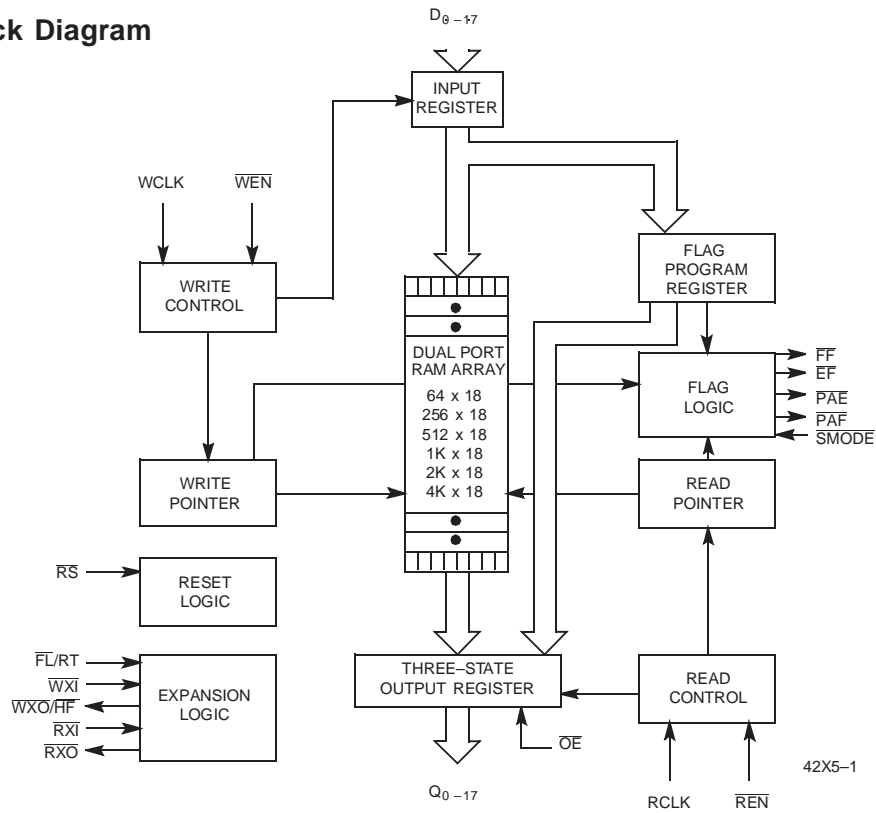 ck Diagram
D0–17
INPUT
REGISTER
WCLK
WEN
WRITE
CONTROL
FLAG
PROGRAM
REGISTER
DUAL PORT
RAM ARRAY
64 x 18
256 x 18
512 x 18
1K x 18
2K x 18
4K x 18
FLAG
LOGIC
FF
EF
PAE
PAF
SMODE
WRITE
POINTER
READ
POINTER
RS
RESET
LOGIC
FL/RT
WXI
WXO/HF
RXI
RXO
EXPANSION
LOGIC
THREE–STATE
OUTPUT REGISTER
READ
CONTROL
OE
Q0–17
RCLK
REN
42X5–1